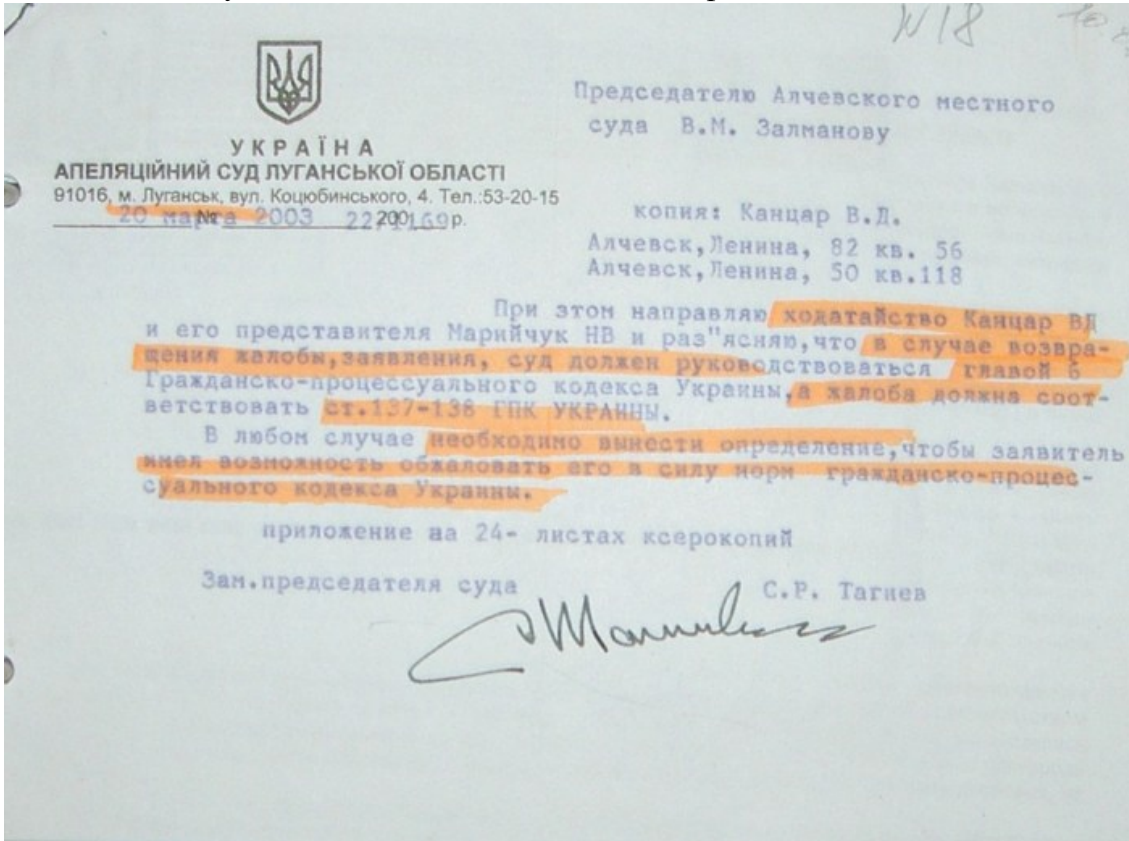 N 18
Председателю Алчевского местного
суда В.М. Залманову
УКРАЇНА
АПЕЛЯЦІЙНИЙ СУД ЛУГАНСЬКОЇ ОБЛАСТІ
91016, м. Луганськ, вул. Коцюбинського, 4. Тел.:53-20-15
20 марта 2003 № 22 200 1169 р.
копия: Канцар В.Д.
Алчевск,Ленина, 82 кв. 56
Алчевск,Ленина, 50 кв.118
При этом направляю ходатайство Канцар ВД
и его представителя Марийчук НВ и раз"ясняю,что в случае возвра-
щения жалобы,заявления, суд должен руководствоваться главой 6
Гражданско-процессуального кодекса Украины,а жалоба должна соот-
ветствовать ст.137-138 ГПК УКРАИНЫ.
В любом случае необходимо вынести определение,чтобы заявитель
имел возможность обжаловать его в силу норм гражданско-процес-
суального кодекса Украины.
приложение на 24- листах ксерокопий
Зам.председателя суда С.Р. Тагиев